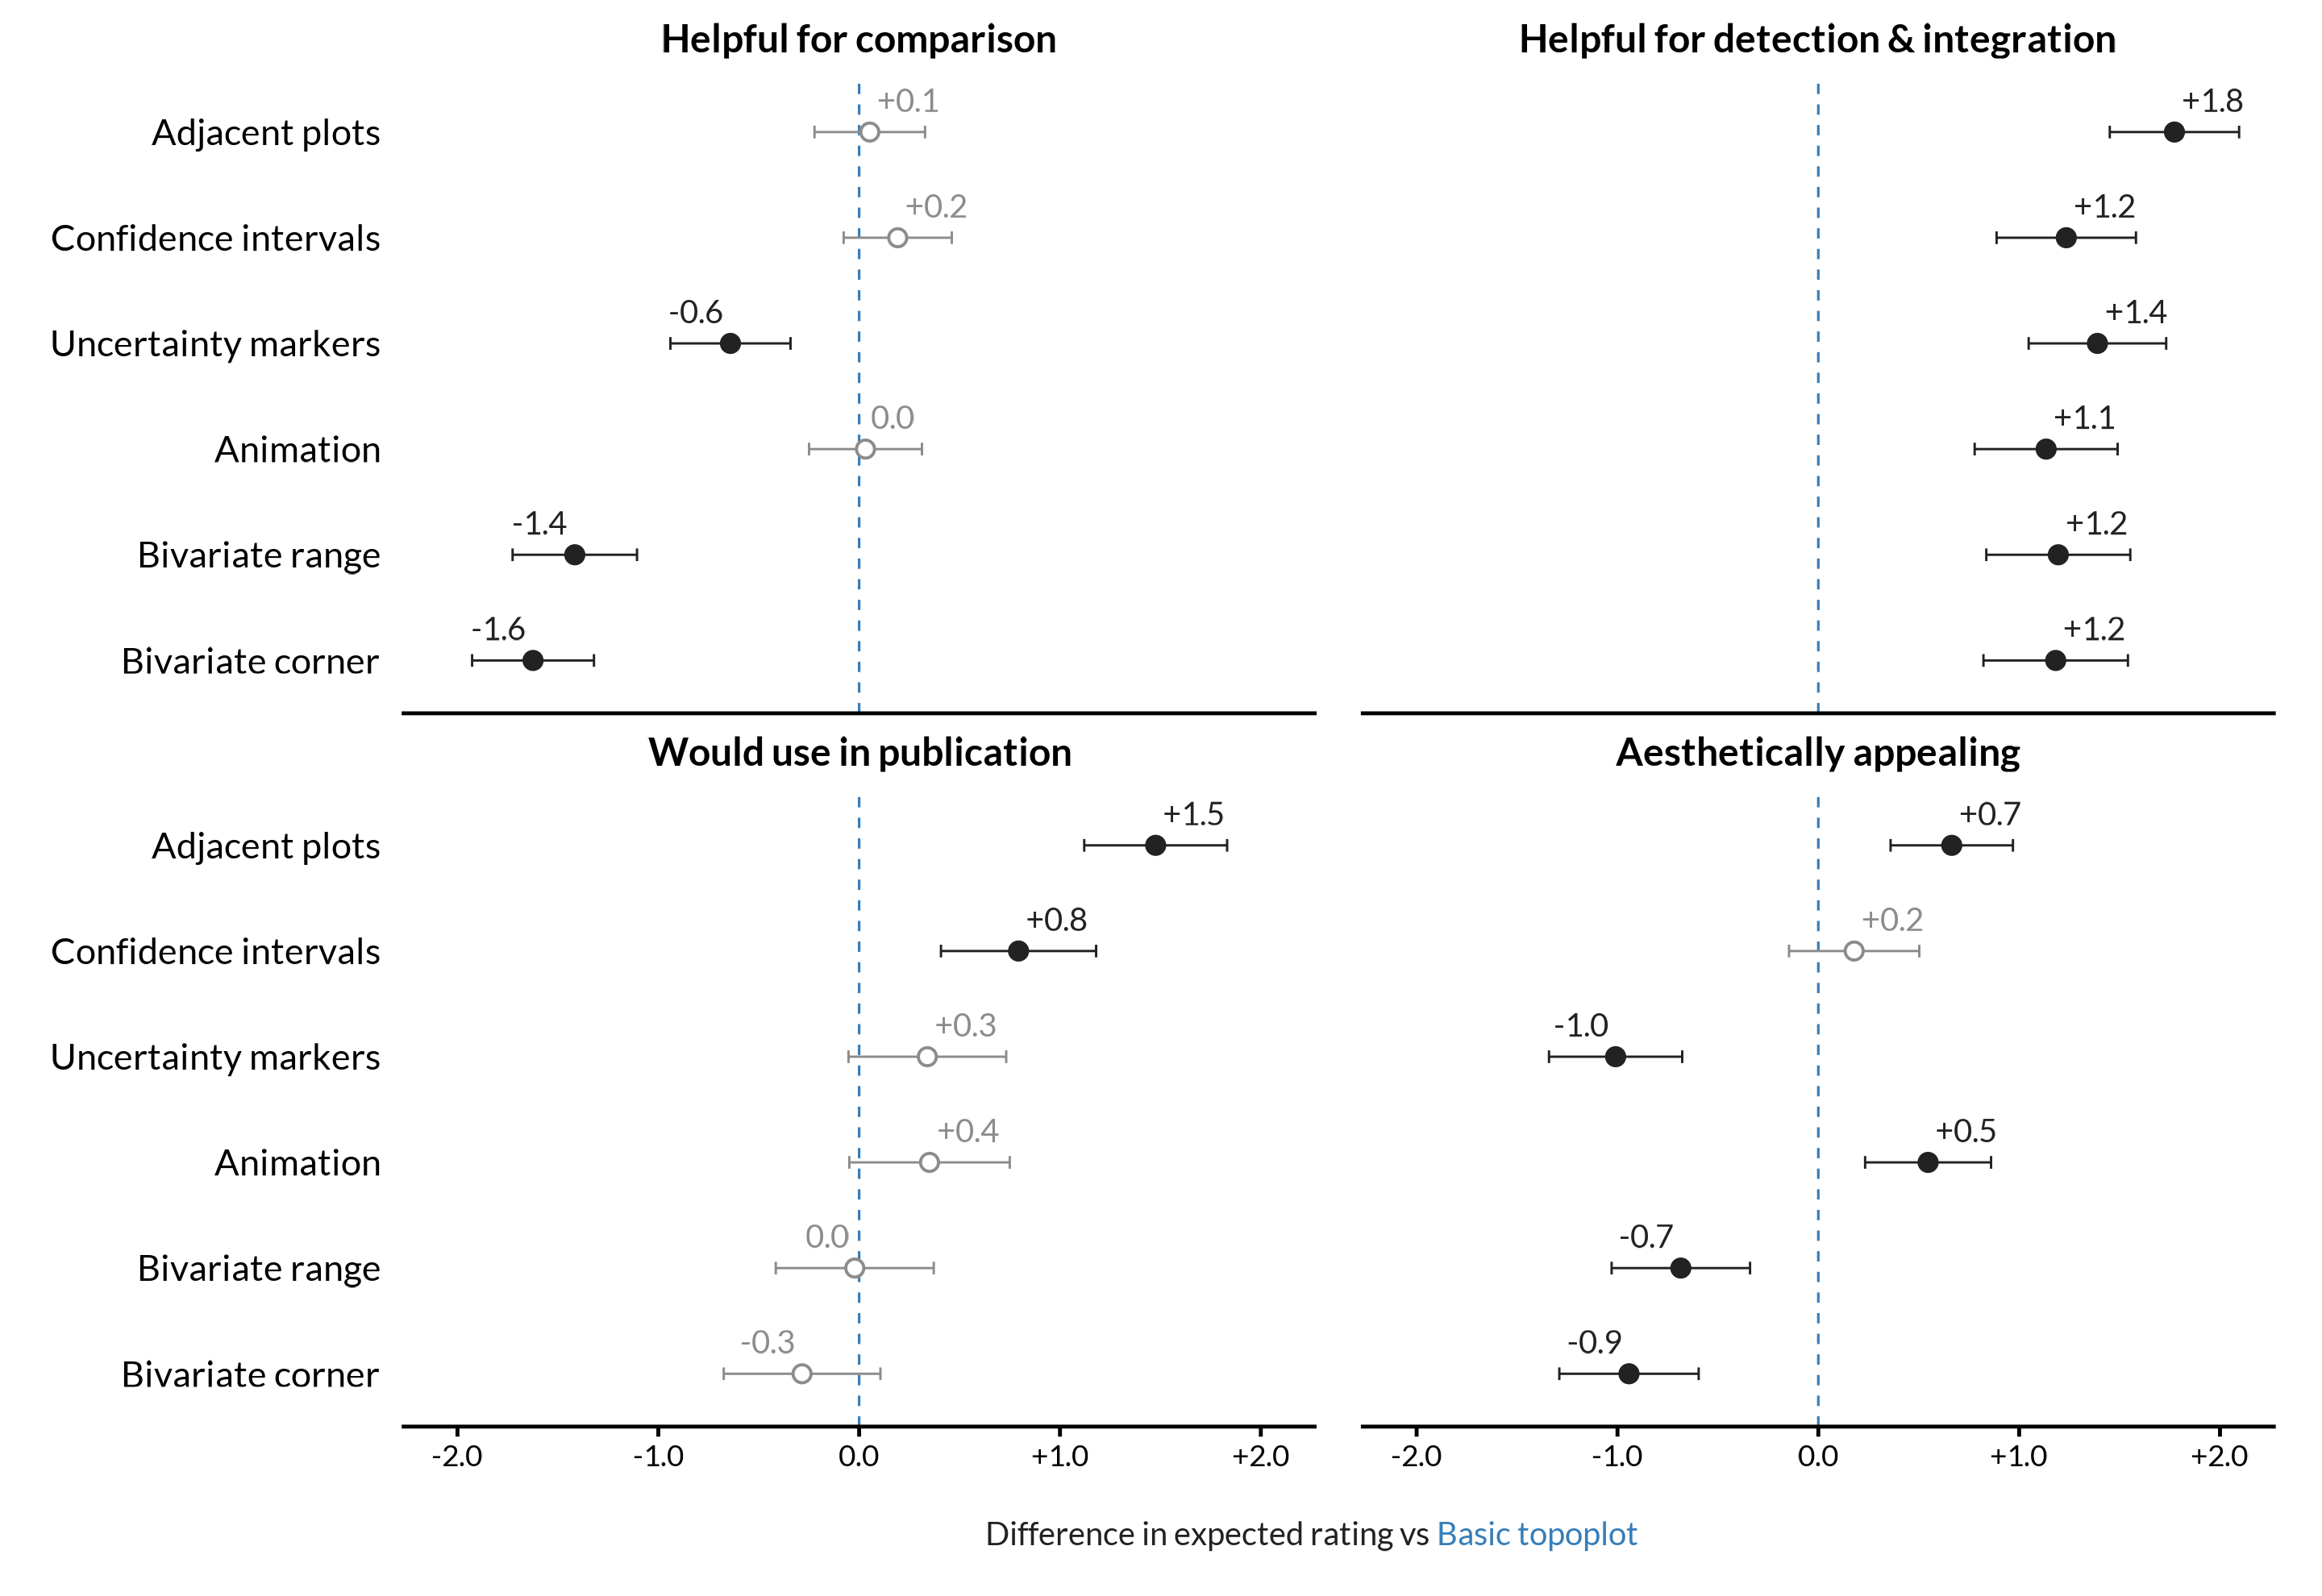 Helpful for comparison
Helpful for detection & integration
Adjacent plots
+0.1
+1.8
Confidence intervals
+0.2
+1.2
Uncertainty markers
-0.6
+1.4
Animation
0.0
+1.1
Bivariate range
-1.4
+1.2
Bivariate corner
-1.6
+1.2
Would use in publication
Aesthetically appealing
Adjacent plots
+1.5
+0.7
Confidence intervals
+0.8
+0.2
Uncertainty markers
+0.3
-1.0
Animation
+0.4
+0.5
Bivariate range
0.0
-0.7
Bivariate corner
-0.3
-0.9
-2.0 -1.0 0.0 +1.0 +2.0
-2.0 -1.0 0.0 +1.0 +2.0
Difference in expected rating vs Basic topoplot